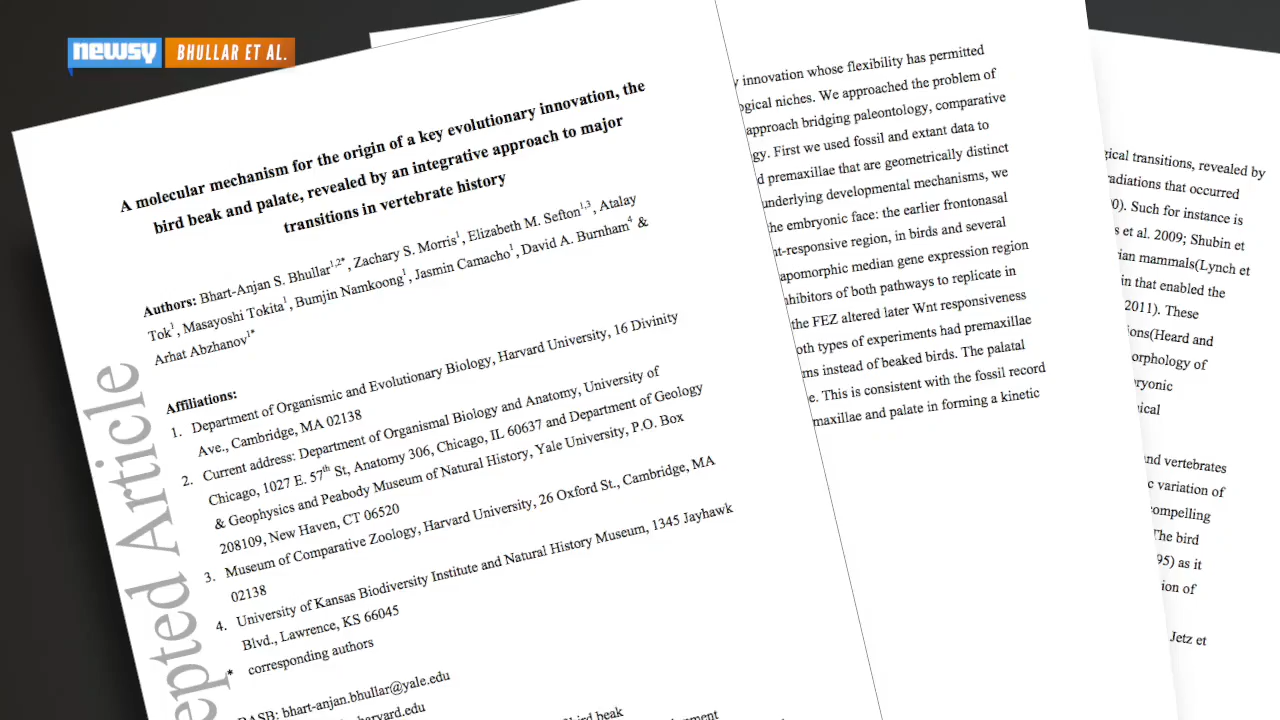 newsy
BHULLAR ET AL.
A molecular mechanism for the origin of a key evolutionary innovation, the
bird beak and palate, revealed by an integrative approach to major
transitions in vertebrate history
Authors: Bhart-Anjan S. Bhullar1,2*, Zachary S. Morris1, Elizabeth M. Sefton1,3, Atalay
Tok1, Masayoshi Tokita1, Bumjin Namkoong1, Jasmin Camacho1, David A. Burnham4 &
Arhat Abzhanov1*
Affiliations:
1. Department of Organismic and Evolutionary Biology, Harvard University, 16 Divinity
Ave., Cambridge, MA 02138
2. Current address: Department of Organismal Biology and Anatomy, University of
Chicago, 1027 E. 57th St, Anatomy 306, Chicago, IL 60637 and Department of Geology
& Geophysics and Peabody Museum of Natural History, Yale University, P.O. Box
208109, New Haven, CT 06520
3. Museum of Comparative Zoology, Harvard University, 26 Oxford St., Cambridge, MA
02138
4. University of Kansas Biodiversity Institute and Natural History Museum, 1345 Jayhawk
Blvd., Lawrence, KS 66045
* corresponding authors
BASB: bhart-anjan.bhullar@yale.edu
harvard.edu
bird beak
epted Article
y innovation whose flexibility has permitted
ogical niches. We approached the problem of
approach bridging paleontology, comparative
gy. First we used fossil and extant data to
d premaxillae that are geometrically distinct
underlying developmental mechanisms, we
he embryonic face: the earlier frontonasal
nt-responsive region, in birds and several
apomorphic median gene expression region
nhibitors of both pathways to replicate in
the FEZ altered later Wnt responsiveness
oth types of experiments had premaxillae
ms instead of beaked birds. The palatal
e. This is consistent with the fossil record
maxillae and palate in forming a kinetic
gical transitions, revealed by
radiations that occurred
0). Such for instance is
s et al. 2009; Shubin et
ian mammals(Lynch et
in that enabled the
2011). These
ions(Heard and
orphology of
ryonic
ical
nd vertebrates
c variation of
ompelling
The bird
95) as it
ion of
Jetz et